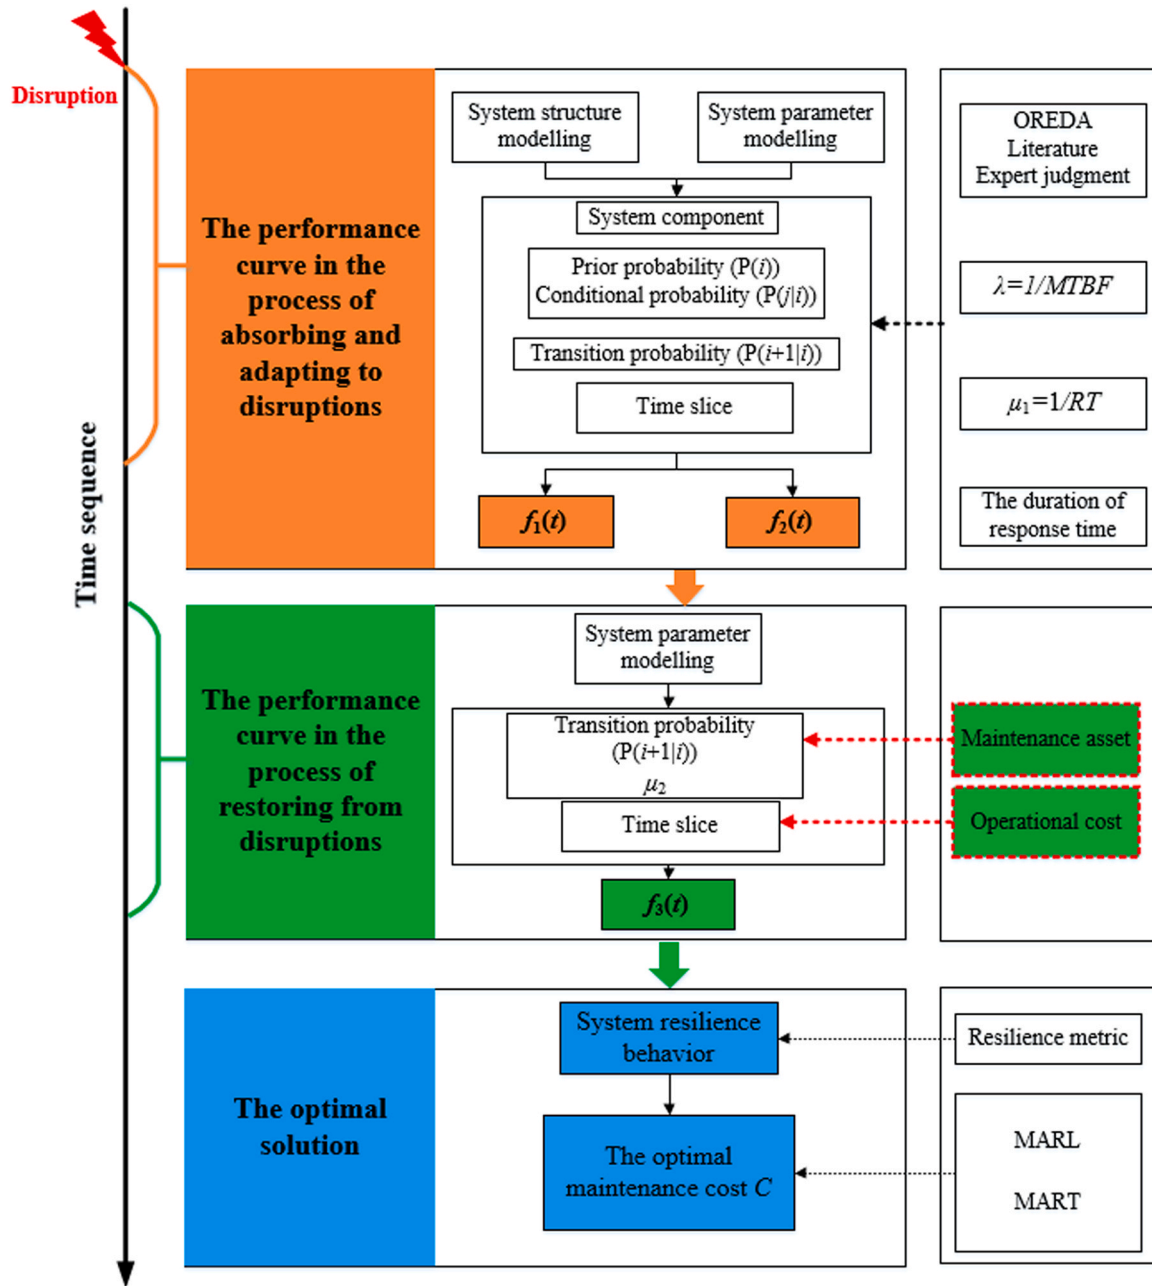 Disruption
Time sequence
The performance
curve in the
process of
absorbing and
adapting to
disruptions
System structure
modelling
System parameter
modelling
System component
Prior probability (P(i))
Conditional probability (P(j|i))
Transition probability (P(i+1|i))
Time slice
f₁(t)
f₂(t)
OREDA
Literature
Expert judgment
λ=1/MTBF
μ₁=1/RT
The duration of
response time
The performance
curve in the
process of
restoring from
disruptions
System parameter
modelling
Transition probability
(P(i+1|i))
μ₂
Time slice
f₃(t)
Maintenance asset
Operational cost
The optimal
solution
System resilience
behavior
The optimal
maintenance cost C
Resilience metric
MARL
MART